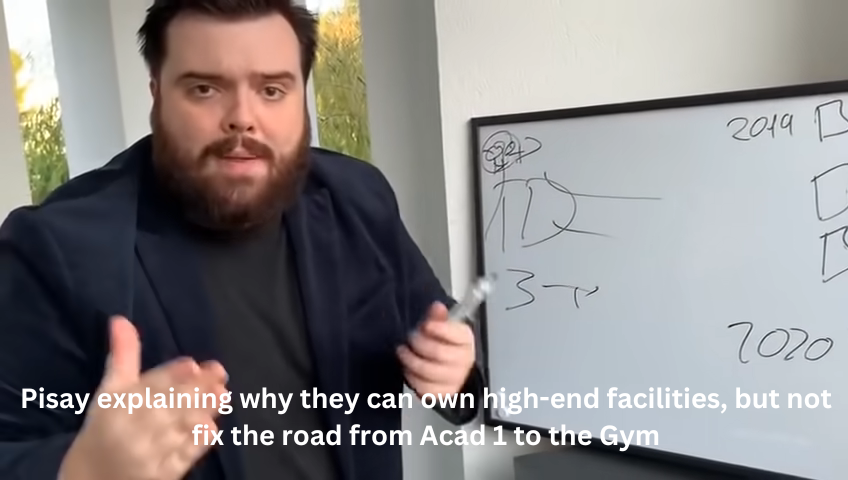 2019
3
2020
Pisay explaining why they can own high-end facilities, but not
fix the road from Acad 1 to the Gym